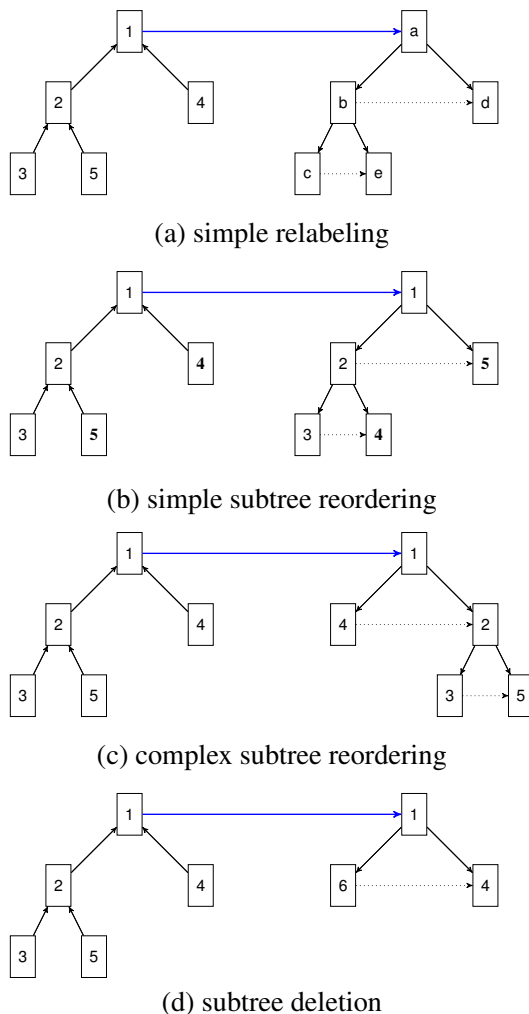 1 a
2 4 b d
3 5 c e
(a) simple relabeling
1 1
2 4 2 5
3 5 3 4
(b) simple subtree reordering
1 1
2 4 4 2
3 5 3 5
(c) complex subtree reordering
1 1
2 4 6 4
3 5
(d) subtree deletion